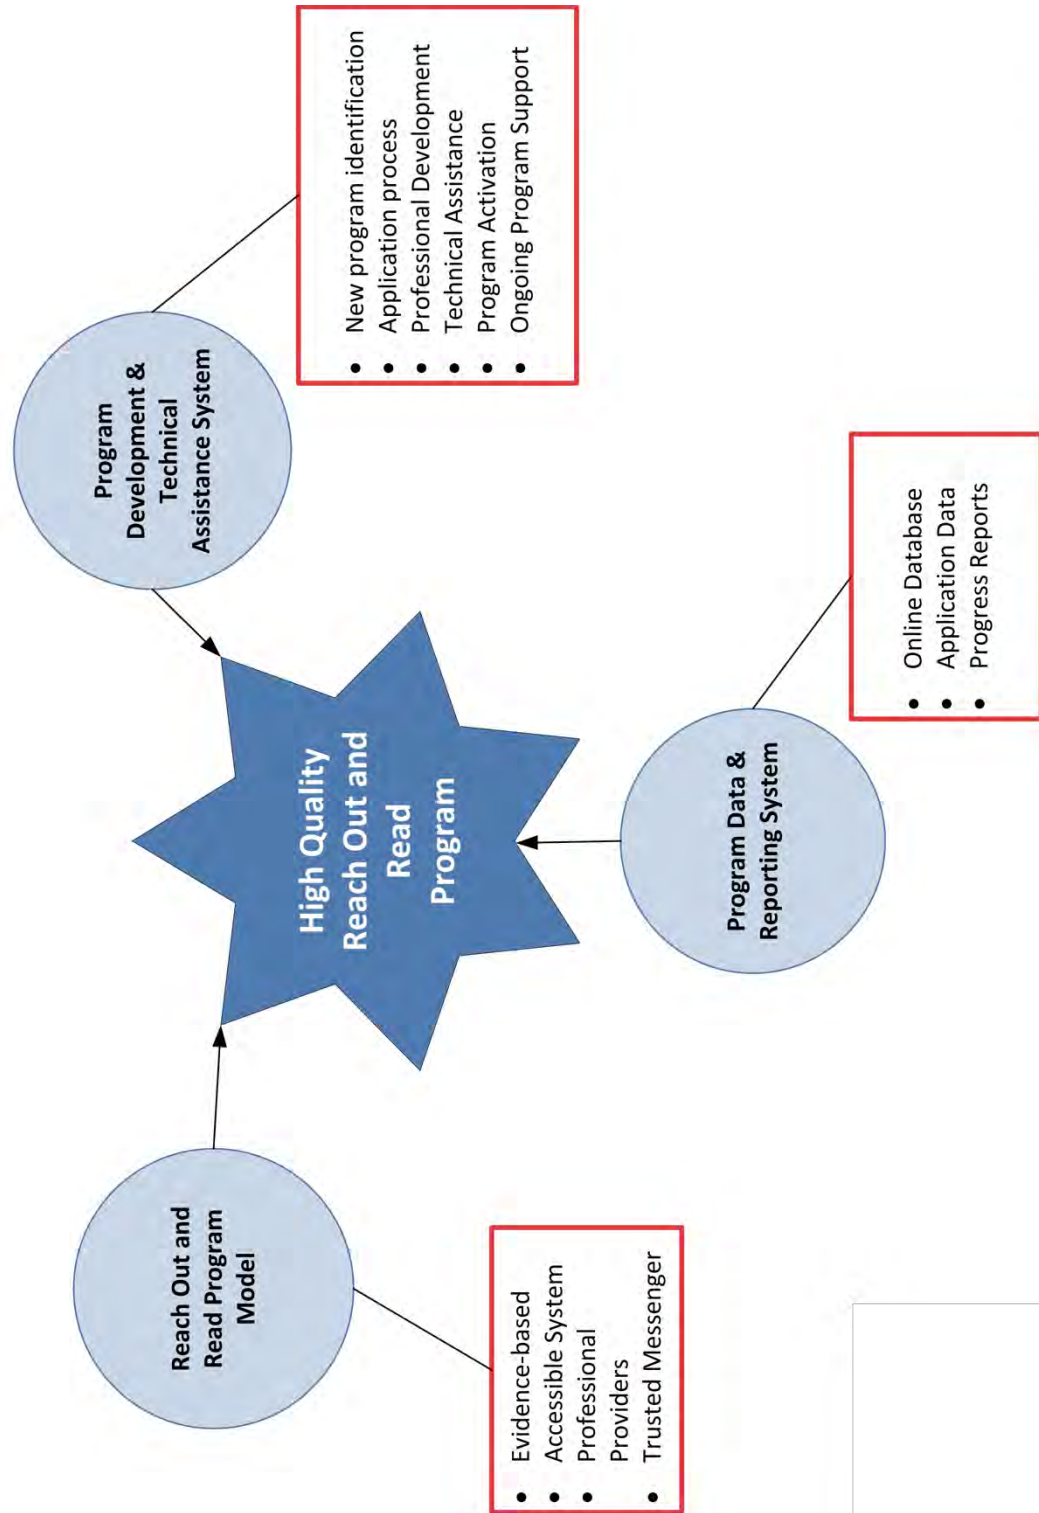 Reach Out and
Read Program
Model
• Evidence-based
• Accessible System
• Professional
Providers
• Trusted Messenger
High Quality
Reach Out and
Read
Program
Program Data &
Reporting System
• Online Database
• Application Data
• Progress Reports
Program
Development &
Technical
Assistance System
• New program identification
• Application process
• Professional Development
• Technical Assistance
• Program Activation
• Ongoing Program Support